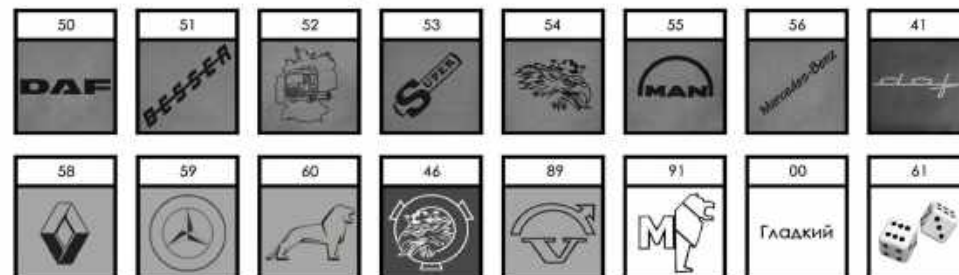 50 51 52 53 54 55 56 41
DAF BESSER SUPER MAN Mercedes-Benz daf
58 59 60 46 89 91 00 61
V M Гладкий